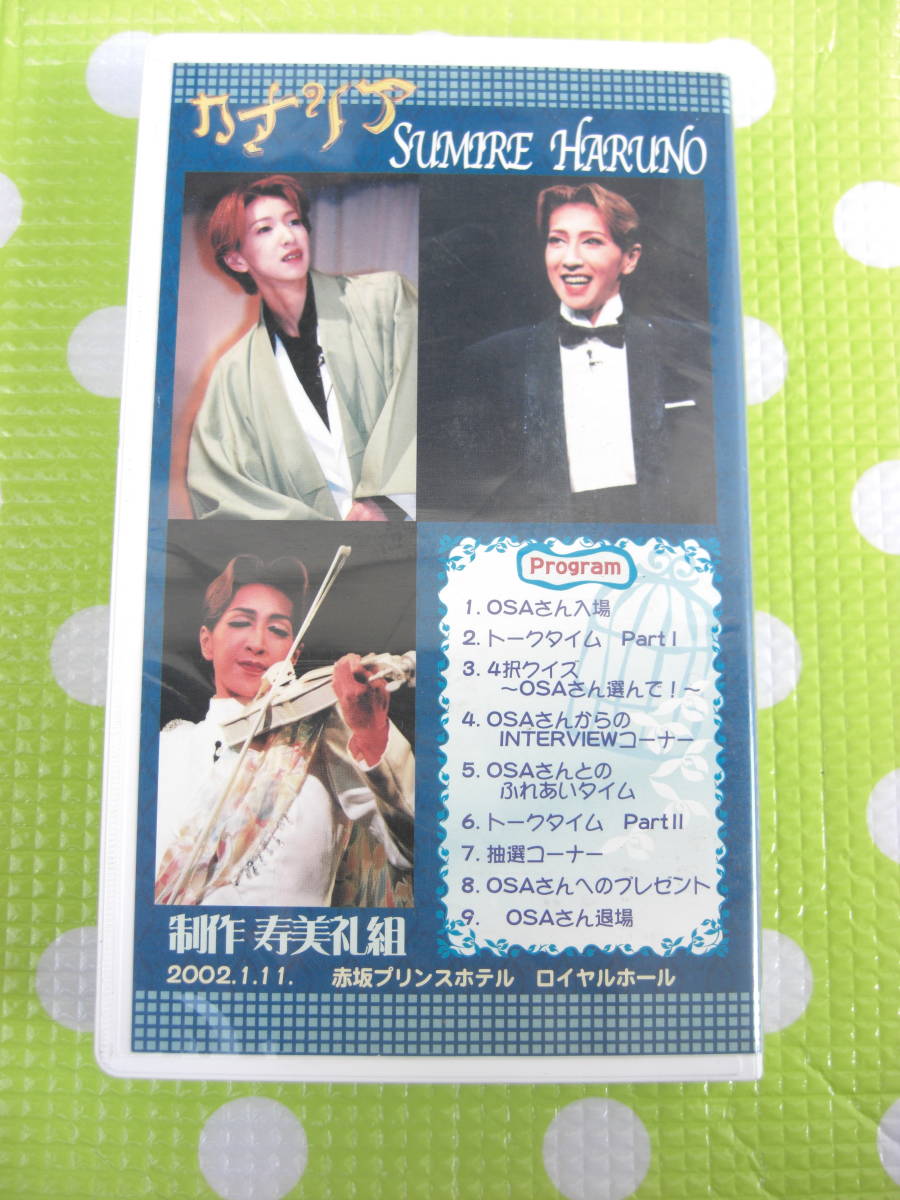 カナリア
SUMIRE HARUNO
Program
1. OSAさん入場
2. トークタイム PartⅠ
3. 4択クイズ
～OSAさん選んで！～
4. OSAさんからの
INTERVIEWコーナー
5. OSAさんとの
ふれあいタイム
6. トークタイム PartⅡ
7. 抽選コーナー
8. OSAさんへのプレゼント
9. OSAさん退場
制作 寿美礼組
2002.1.11. 赤坂プリンスホテル ロイヤルホール